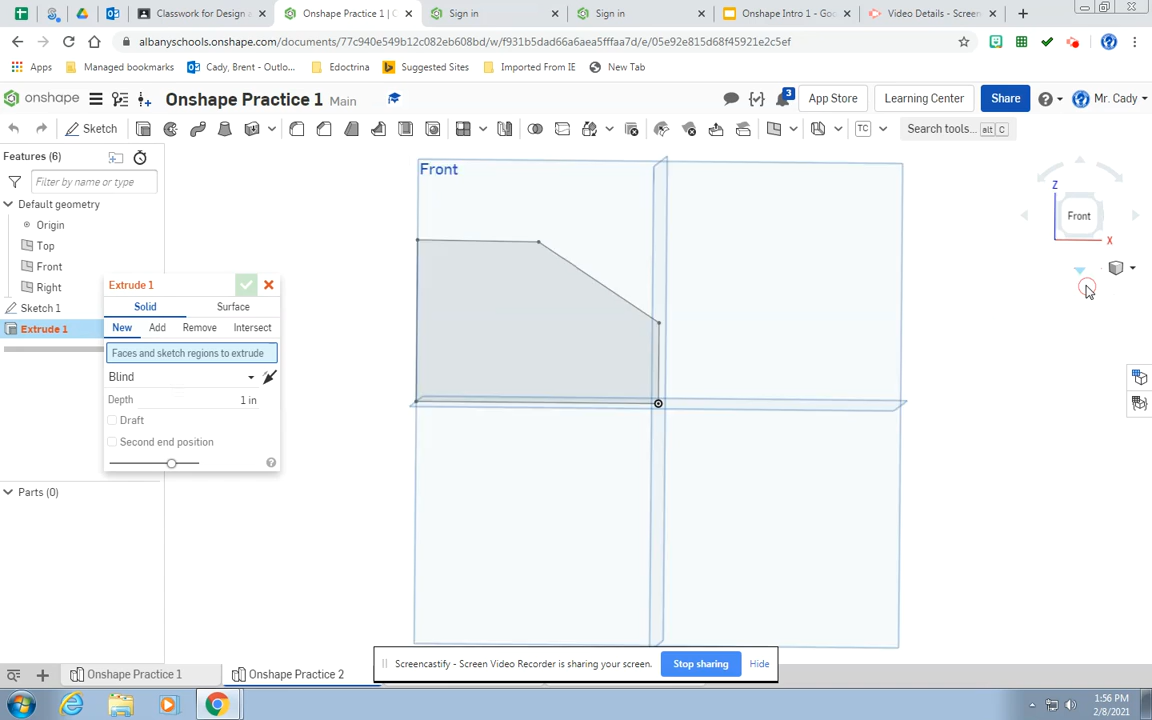 Classwork for Design a
Onshape Practice 1 | C
Sign in
Sign in
Onshape Intro 1 - Goo
Video Details - Screen
albanyschools.onshape.com/documents/77c940e549b12c082eb608bd/w/f931b5dad66a6aea5fffaa7d/e/05e92e815d68f45921e2c5ef
Apps
Managed bookmarks
Cady, Brent - Outlo...
Edoctrina
Suggested Sites
Imported From IE
New Tab
onshape
Onshape Practice 1 Main
3
App Store
Learning Center
Share
Mr. Cady
Sketch
TC
Search tools... alt C
Features (6)
Filter by name or type
Default geometry
Origin
Top
Front
Right
Sketch 1
Extrude 1
Parts (0)
Extrude 1
Solid Surface
New Add Remove Intersect
Faces and sketch regions to extrude
Blind
Depth 1 in
Draft
Second end position
Front
Z
Front
X
Screencastify - Screen Video Recorder is sharing your screen.
Stop sharing
Hide
Onshape Practice 1
Onshape Practice 2
1:56 PM
2/8/2021